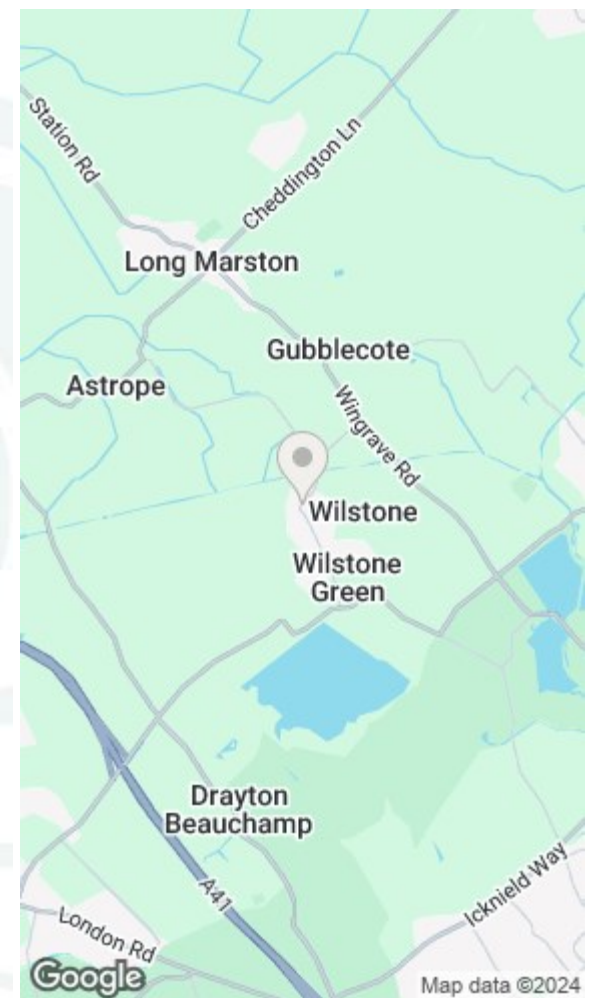 Station Rd
Cheddington Ln
Long Marston
Gubblecote
Astrope
Wingrave Rd
Wilstone
Wilstone
Green
Drayton
Beauchamp
A41
Icknield Way
London Rd
Google
Map data ©2024